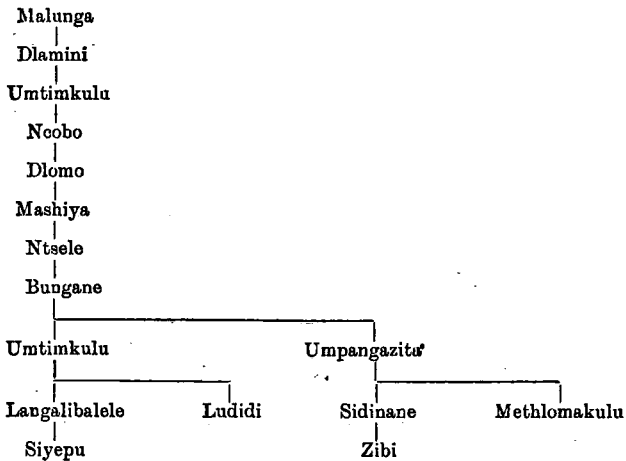 Malunga
Dlamini
Umtimkulu
Ncobo
Dlomo
Mashiya
Ntsele
Bungane
Umtimkulu Umpangazita
Langalibalele Ludidi Sidinane Methlomakulu
Siyepu Zibi